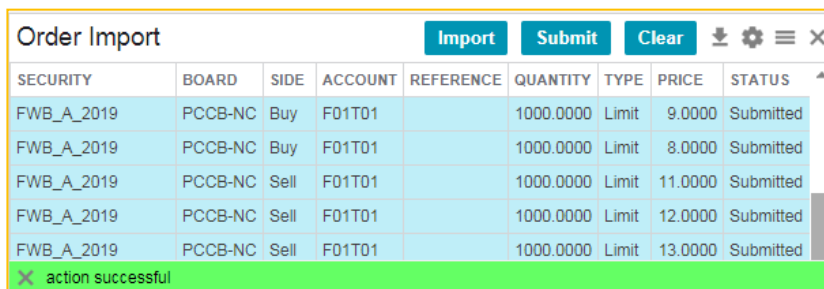 Order Import Import Submit Clear
SECURITY BOARD SIDE ACCOUNT REFERENCE QUANTITY TYPE PRICE STATUS
FWB_A_2019 PCCB-NC Buy F01T01 1000.0000 Limit 9.0000 Submitted
FWB_A_2019 PCCB-NC Buy F01T01 1000.0000 Limit 8.0000 Submitted
FWB_A_2019 PCCB-NC Sell F01T01 1000.0000 Limit 11.0000 Submitted
FWB_A_2019 PCCB-NC Sell F01T01 1000.0000 Limit 12.0000 Submitted
FWB_A_2019 PCCB-NC Sell F01T01 1000.0000 Limit 13.0000 Submitted
action successful